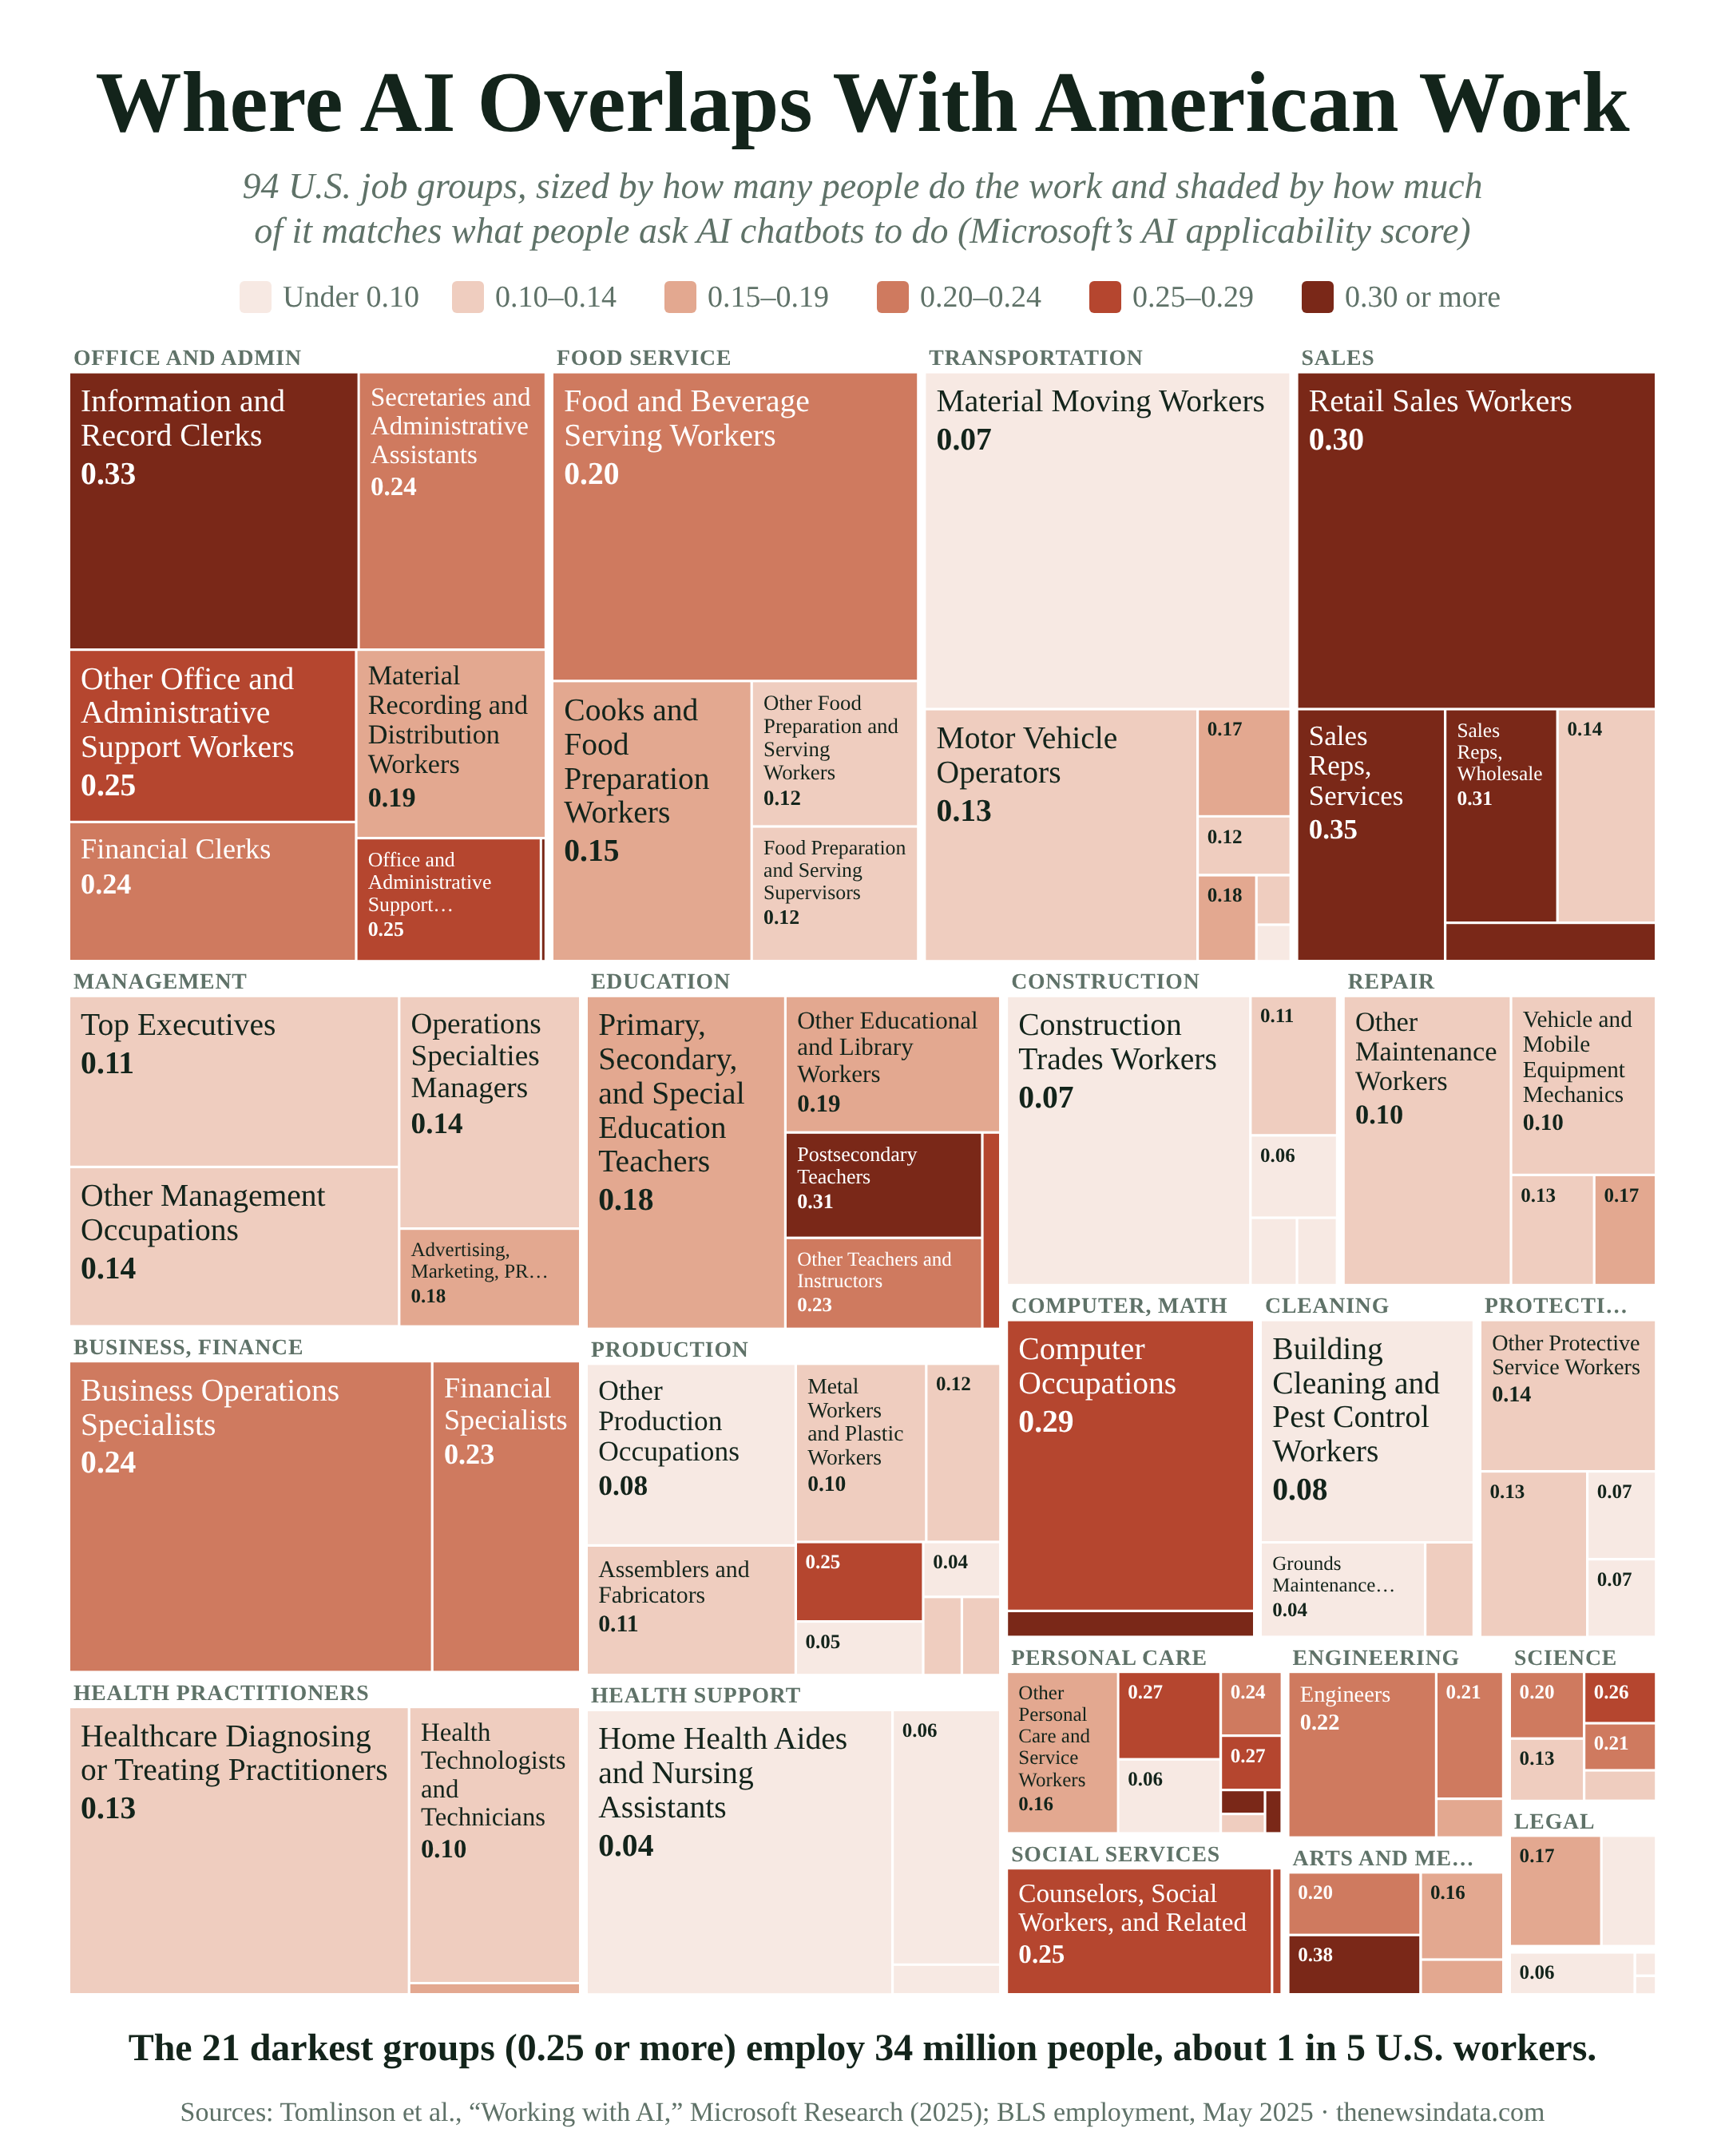 Where AI Overlaps With American Work
94 U.S. job groups, sized by how many people do the work and shaded by how much
of it matches what people ask AI chatbots to do (Microsoft’s AI applicability score)
Under 0.10
0.10–0.14
0.15–0.19
0.20–0.24
0.25–0.29
0.30 or more
OFFICE AND ADMIN
Information and
Record Clerks
0.33
Secretaries and
Administrative
Assistants
0.24
Other Office and
Administrative
Support Workers
0.25
Material
Recording and
Distribution
Workers
0.19
Financial Clerks
0.24
Office and
Administrative
Support…
0.25
FOOD SERVICE
Food and Beverage
Serving Workers
0.20
Cooks and
Food
Preparation
Workers
0.15
Other Food
Preparation and
Serving
Workers
0.12
Food Preparation
and Serving
Supervisors
0.12
TRANSPORTATION
Material Moving Workers
0.07
Motor Vehicle
Operators
0.13
0.17
0.12
0.18
SALES
Retail Sales Workers
0.30
Sales
Reps,
Services
0.35
Sales
Reps,
Wholesale
0.31
0.14
MANAGEMENT
Top Executives
0.11
Operations
Specialties
Managers
0.14
Other Management
Occupations
0.14
Advertising,
Marketing, PR…
0.18
EDUCATION
Primary,
Secondary,
and Special
Education
Teachers
0.18
Other Educational
and Library
Workers
0.19
Postsecondary
Teachers
0.31
Other Teachers and
Instructors
0.23
CONSTRUCTION
Construction
Trades Workers
0.07
0.11
0.06
REPAIR
Other
Maintenance
Workers
0.10
Vehicle and
Mobile
Equipment
Mechanics
0.10
0.13
0.17
BUSINESS, FINANCE
Business Operations
Specialists
0.24
Financial
Specialists
0.23
PRODUCTION
Other
Production
Occupations
0.08
Metal
Workers
and Plastic
Workers
0.10
0.12
Assemblers and
Fabricators
0.11
0.25
0.04
0.05
COMPUTER, MATH
Computer
Occupations
0.29
CLEANING
Building
Cleaning and
Pest Control
Workers
0.08
Grounds
Maintenance…
0.04
PROTECTI…
Other Protective
Service Workers
0.14
0.13
0.07
0.07
HEALTH PRACTITIONERS
Healthcare Diagnosing
or Treating Practitioners
0.13
Health
Technologists
and
Technicians
0.10
HEALTH SUPPORT
Home Health Aides
and Nursing
Assistants
0.04
0.06
PERSONAL CARE
Other
Personal
Care and
Service
Workers
0.16
0.27
0.24
0.27
0.06
ENGINEERING
Engineers
0.22
0.21
SCIENCE
0.20
0.26
0.21
0.13
SOCIAL SERVICES
Counselors, Social
Workers, and Related
0.25
ARTS AND ME…
0.20
0.16
0.38
LEGAL
0.17
0.06
The 21 darkest groups (0.25 or more) employ 34 million people, about 1 in 5 U.S. workers.
Sources: Tomlinson et al., “Working with AI,” Microsoft Research (2025); BLS employment, May 2025 · thenewsindata.com